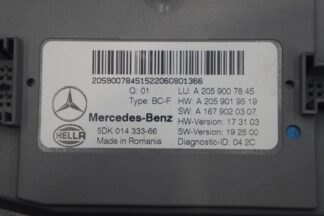 20590078451522060801366
Q: 01 LU: A 205 900 78 45
Type: BC-F HW: A 205 901 95 19
SW: A 167 902 03 07
Mercedes-Benz HW-Version: 17 31 03
HELLA 5DK 014 333-66 SW-Version: 19 25 00
Made in Romania Diagnostic-ID: 04 2C